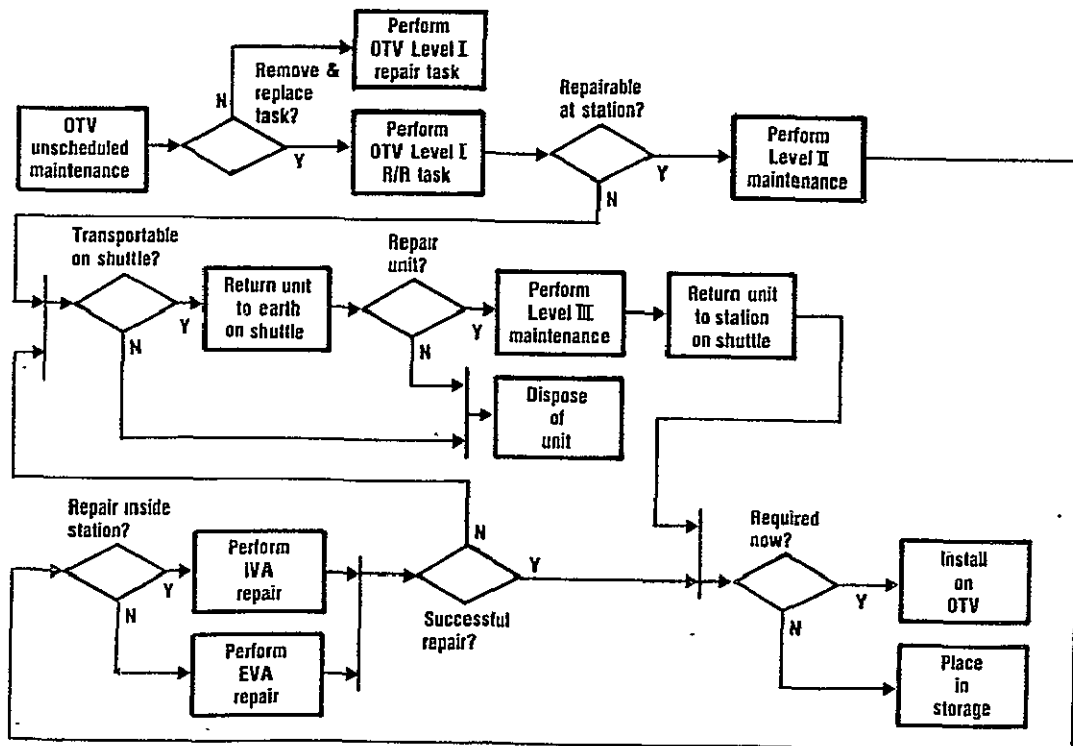 Perform
OTV Level I
repair task
Remove &
replace
task?
N
Y
OTV
unscheduled
maintenance
Perform
OTV Level I
R/R task
Repairable
at station?
Y
N
Perform
Level II
maintenance
Transportable
on shuttle?
Y
N
Return unit
to earth
on shuttle
Repair
unit?
Y
N
Perform
Level III
maintenance
Return unit
to station
on shuttle
Dispose
of
unit
Repair inside
station?
Y
N
Perform
IVA
repair
Perform
EVA
repair
N
Y
Successful
repair?
Required
now?
Y
N
Install
on
OTV
Place
in
storage